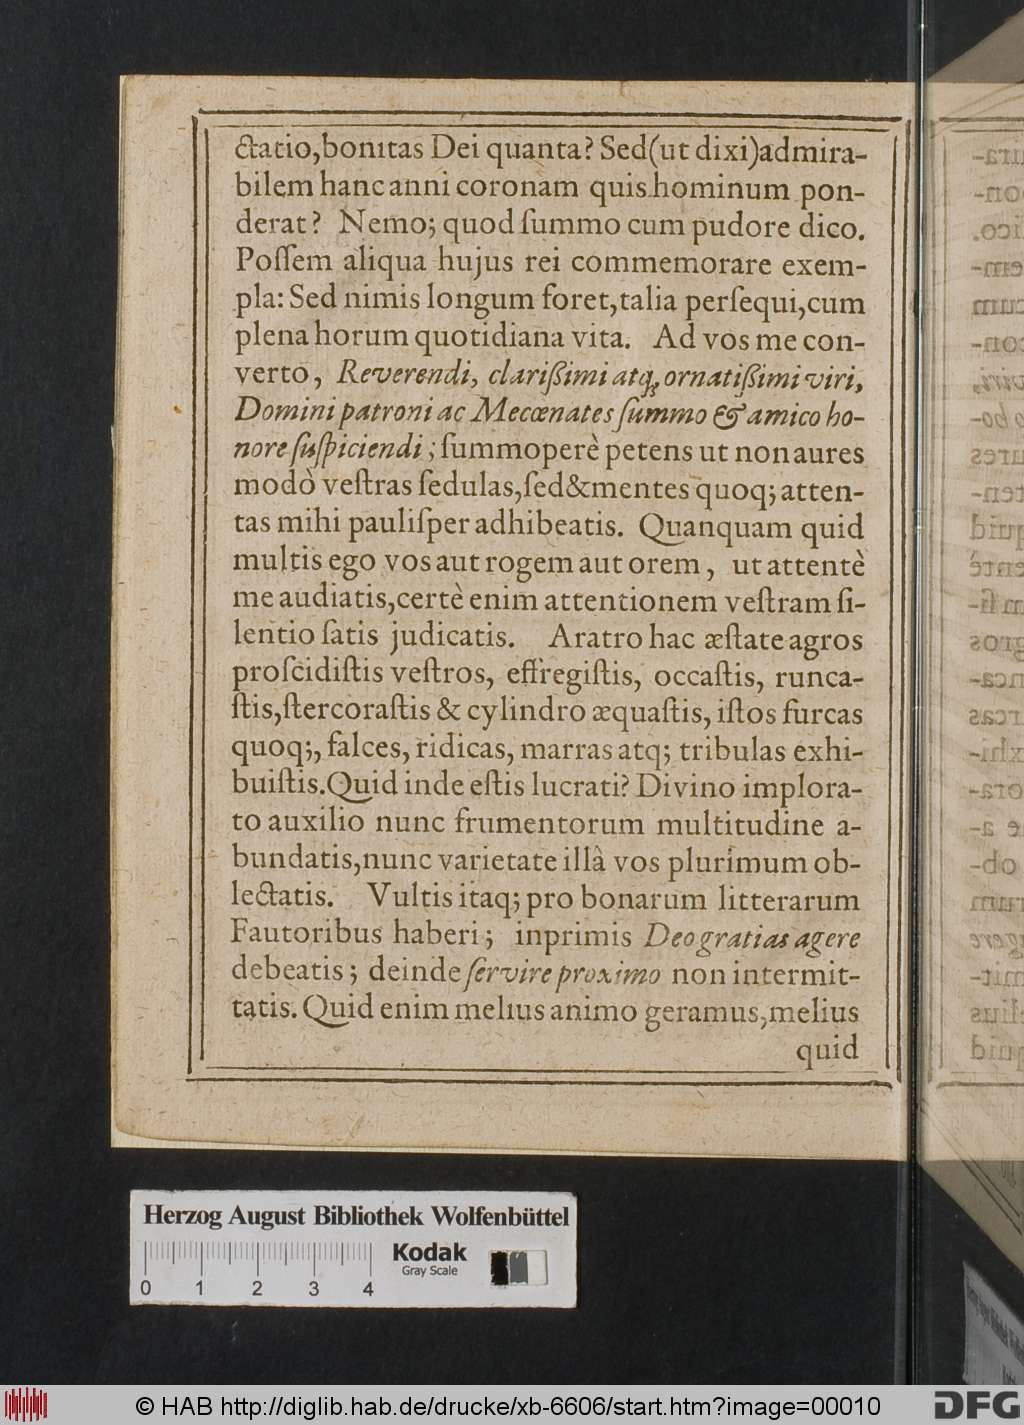 ctatio,bonitas Dei quanta? Sed(ut dixi)admira-
bilem hanc anni coronam quis hominum pon-
derat? Nemo; quod ſummo cum pudore dico.
Poſſem aliqua hujus rei commemorare exem-
pla: Sed nimis longum foret,talia perſequi,cum
plena horum quotidiana vita. Ad vos me con-
verto, Reverendi, clarißimi atq; ornatißimi viri,
Domini patroni ac Mecœnates ſummo & amico ho-
nore ſuſpiciendi; ſummoperè petens ut non aures
modò veſtras ſedulas,ſed&mentes quoq; atten-
tas mihi pauliſper adhibeatis. Quanquam quid
multis ego vos aut rogem aut orem, ut attentè
me audiatis,certè enim attentionem veſtram ſi-
lentio ſatis judicatis. Aratro hac æſtate agros
proſcidiſtis veſtros, effregiſtis, occaſtis, runca-
ſtis,ſtercoraſtis & cylindro æquaſtis, iſtos furcas
quoq;, falces, ridicas, marras atq; tribulas exhi-
buiſtis.Quid inde eſtis lucrati? Divino implora-
to auxilio nunc frumentorum multitudine a-
bundatis,nunc varietate illâ vos plurimum ob-
lectatis. Vultis itaq; pro bonarum litterarum
Fautoribus haberi; inprimis Deo gratias agere
debeatis; deinde ſervire proximo non intermit-
tatis. Quid enim melius animo geramus,melius
quid
Herzog August Bibliothek Wolfenbüttel
Kodak
Gray Scale
0 1 2 3 4
© HAB http://diglib.hab.de/drucke/xb-6606/start.htm?image=00010
DFG